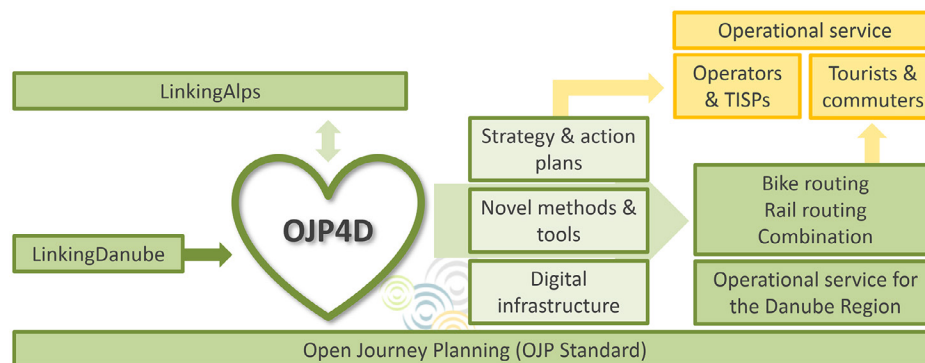 Operational service
Operators
& TISPs
Tourists &
commuters
LinkingAlps
Strategy & action
plans
OJP4D
Novel methods &
tools
Bike routing
Rail routing
Combination
LinkingDanube
Digital
infrastructure
Operational service for
the Danube Region
Open Journey Planning (OJP Standard)